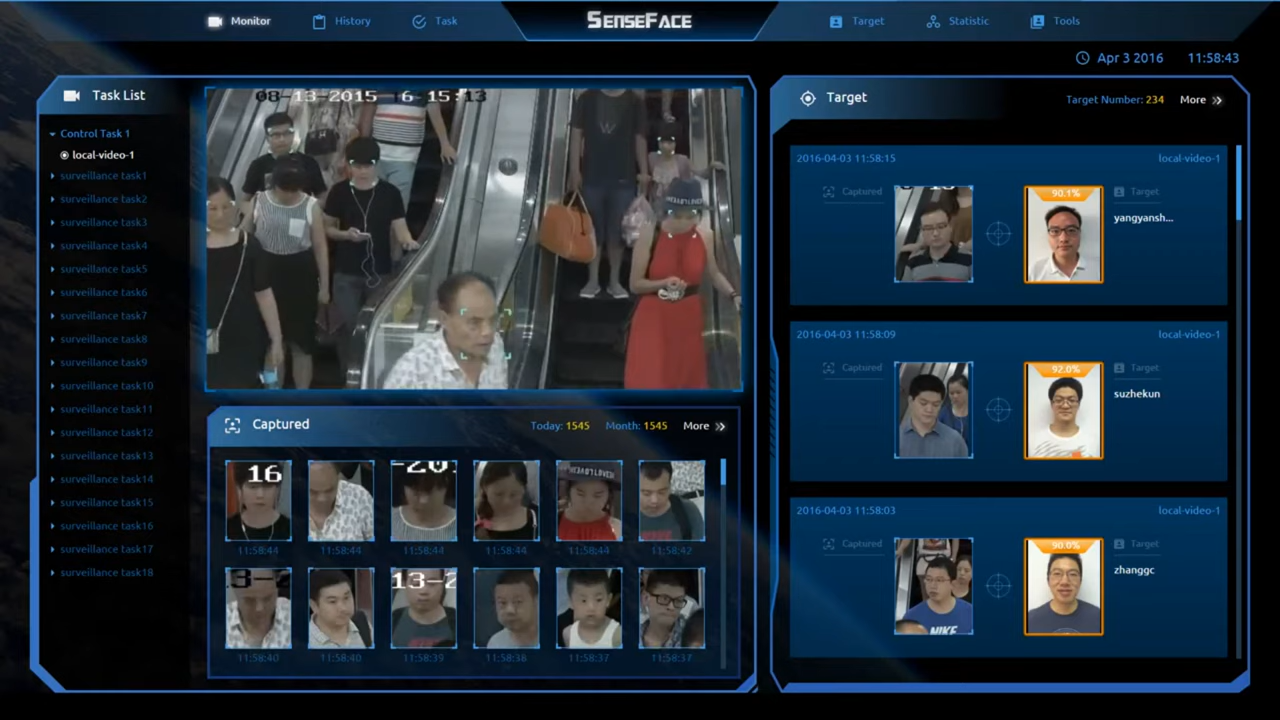 Monitor
History
Task
SENSEFACE
Target
Statistic
Tools
Apr 3 2016 11:58:43
Task List
Control Task 1
local-video-1
surveillance task1
surveillance task2
surveillance task3
surveillance task4
surveillance task5
surveillance task6
surveillance task7
surveillance task8
surveillance task9
surveillance task10
surveillance task11
surveillance task12
surveillance task13
surveillance task14
surveillance task15
surveillance task16
surveillance task17
surveillance task18
08-13-2015 16:15:13
Captured
Today: 1545 Month: 1545 More
16
11:58:44
11:58:44
11:58:44
11:58:44
11:58:44
11:58:42
11:58:40
11:58:40
13-2
11:58:39
11:58:38
11:58:37
11:58:37
Target
Target Number: 234 More
2016-04-03 11:58:15 local-video-1
Captured
90.1%
Target
yangyansh...
2016-04-03 11:58:09 local-video-1
Captured
92.0%
Target
suzhekun
2016-04-03 11:58:03 local-video-1
Captured
NIKE
90.0%
Target
zhanggc